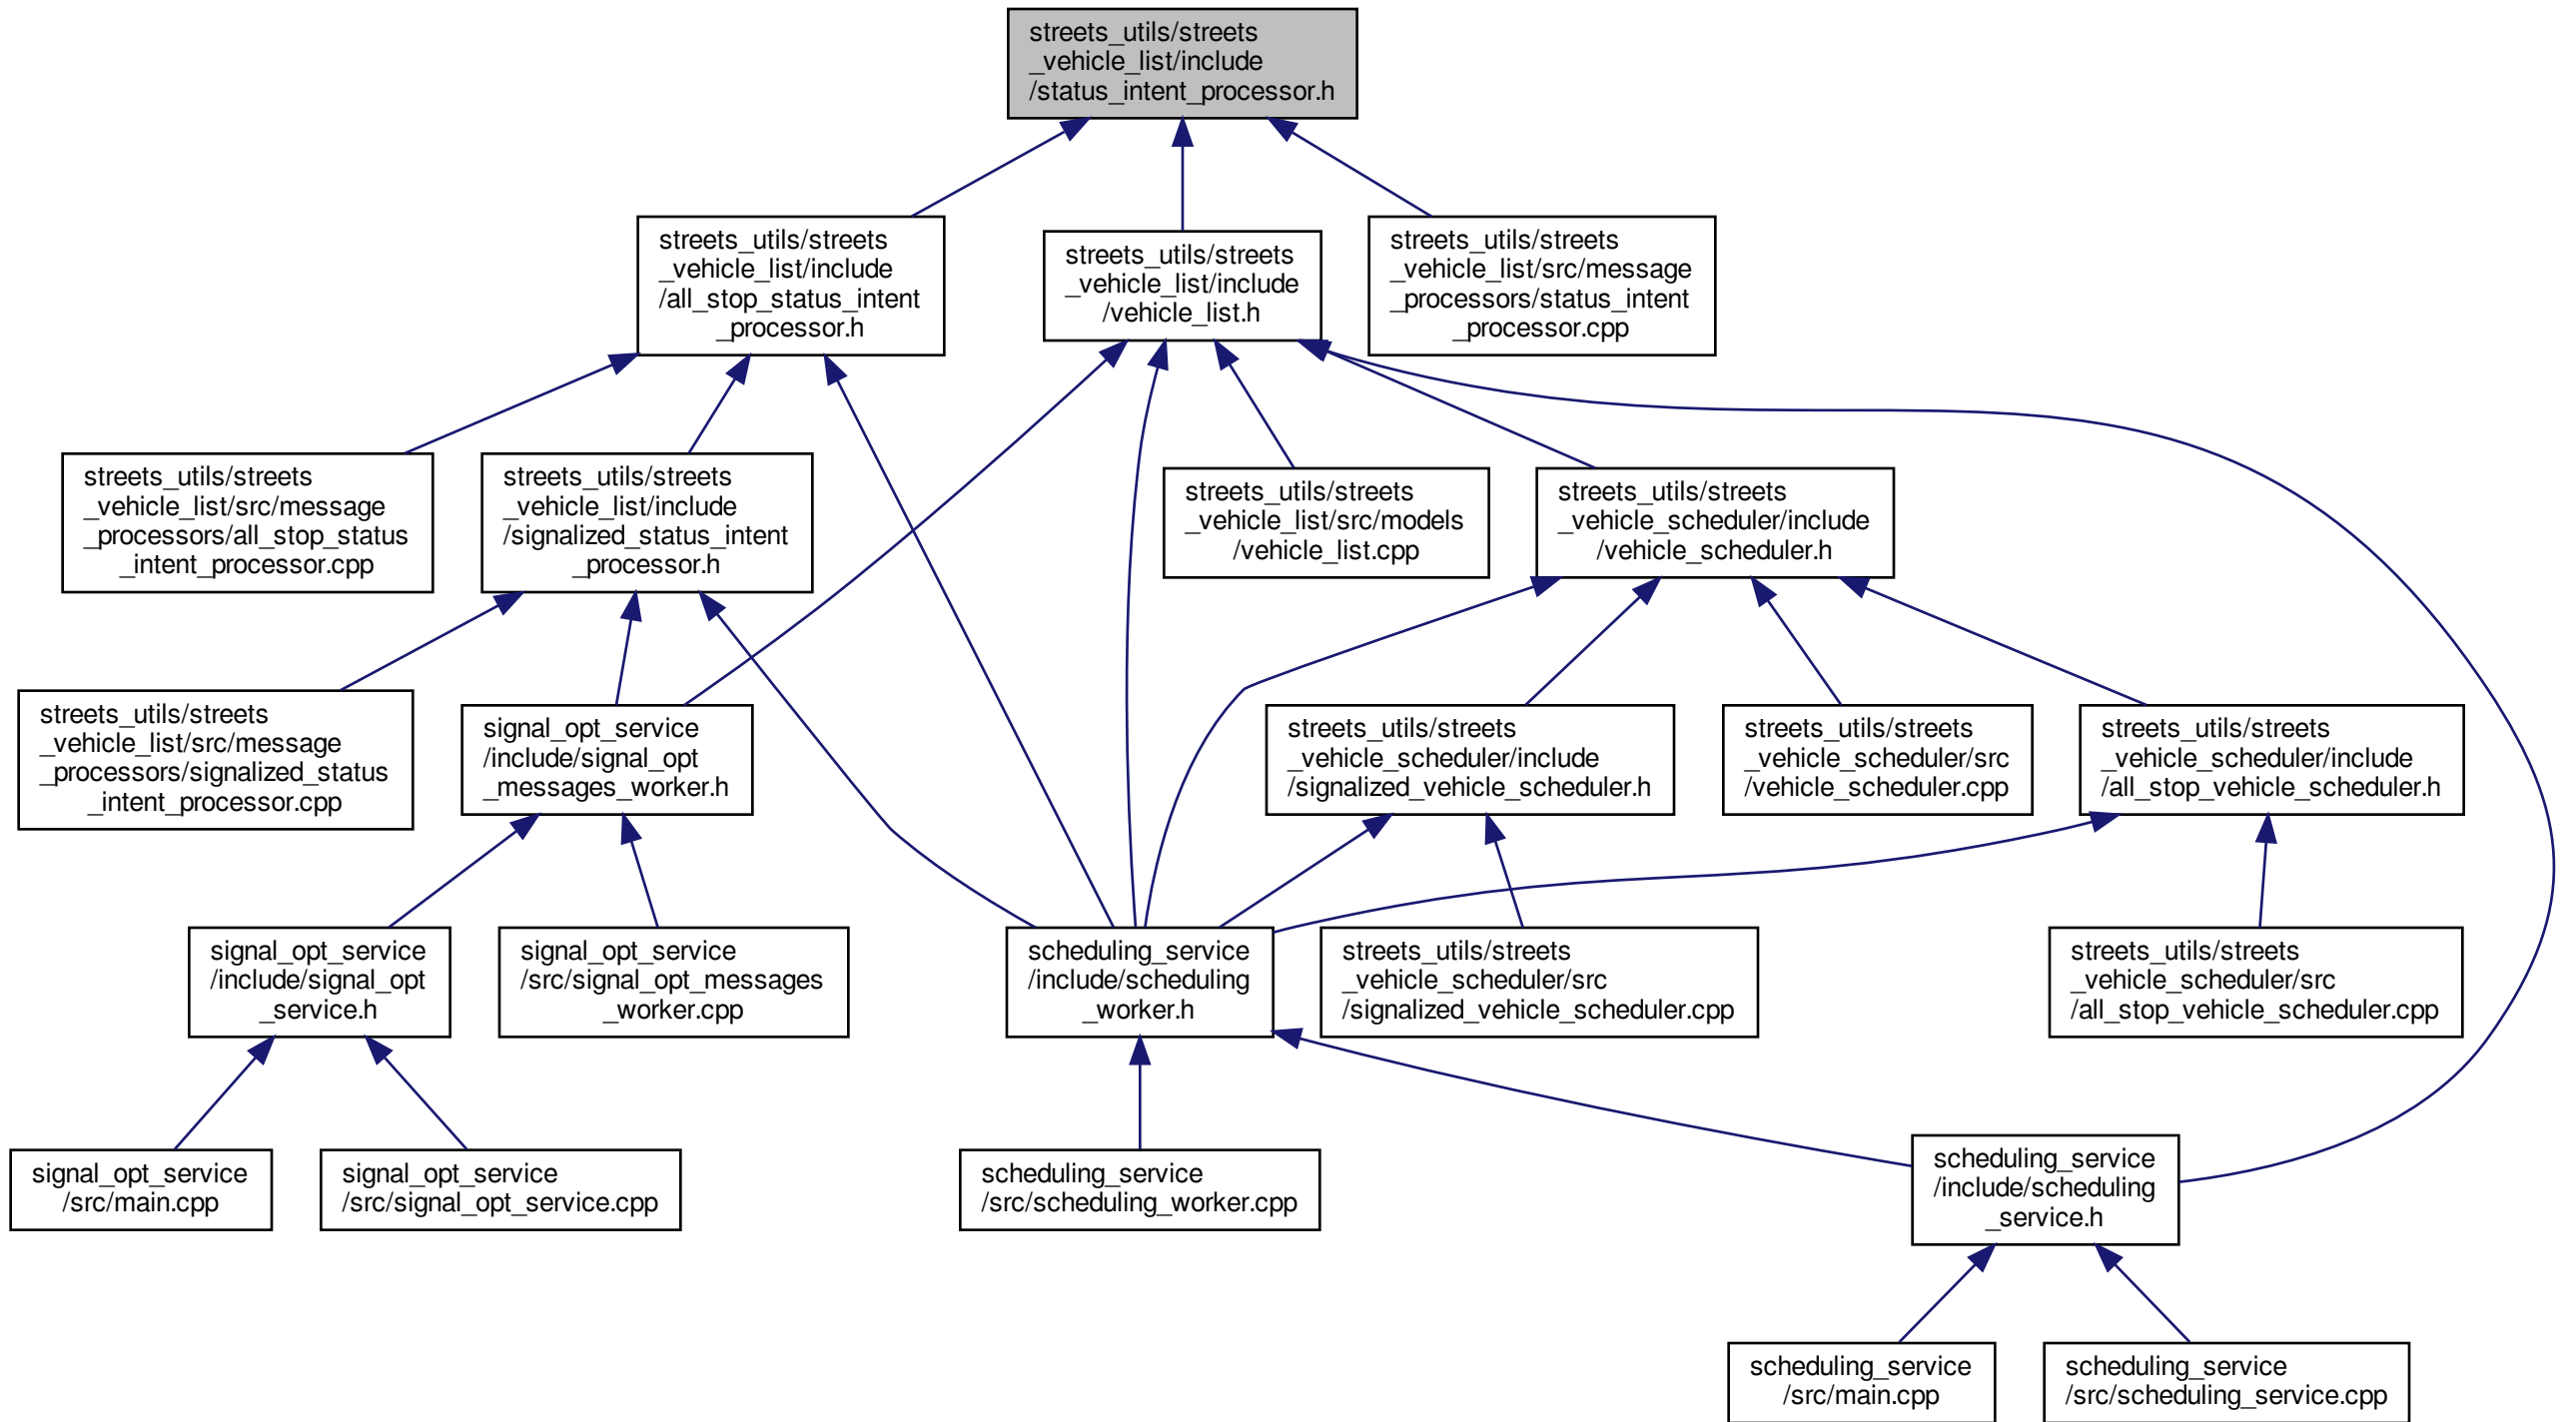 streets_utils/streets
_vehicle_list/include
/status_intent_processor.h
streets_utils/streets
_vehicle_list/include
/all_stop_status_intent
_processor.h
streets_utils/streets
_vehicle_list/include
/vehicle_list.h
streets_utils/streets
_vehicle_list/src/message
_processors/status_intent
_processor.cpp
streets_utils/streets
_vehicle_list/src/message
_processors/all_stop_status
_intent_processor.cpp
streets_utils/streets
_vehicle_list/include
/signalized_status_intent
_processor.h
streets_utils/streets
_vehicle_list/src/models
/vehicle_list.cpp
streets_utils/streets
_vehicle_scheduler/include
/vehicle_scheduler.h
streets_utils/streets
_vehicle_list/src/message
_processors/signalized_status
_intent_processor.cpp
signal_opt_service
/include/signal_opt
_messages_worker.h
streets_utils/streets
_vehicle_scheduler/include
/signalized_vehicle_scheduler.h
streets_utils/streets
_vehicle_scheduler/src
/vehicle_scheduler.cpp
streets_utils/streets
_vehicle_scheduler/include
/all_stop_vehicle_scheduler.h
signal_opt_service
/include/signal_opt
_service.h
signal_opt_service
/src/signal_opt_messages
_worker.cpp
scheduling_service
/include/scheduling
_worker.h
streets_utils/streets
_vehicle_scheduler/src
/signalized_vehicle_scheduler.cpp
streets_utils/streets
_vehicle_scheduler/src
/all_stop_vehicle_scheduler.cpp
signal_opt_service
/src/main.cpp
signal_opt_service
/src/signal_opt_service.cpp
scheduling_service
/src/scheduling_worker.cpp
scheduling_service
/include/scheduling
_service.h
scheduling_service
/src/main.cpp
scheduling_service
/src/scheduling_service.cpp